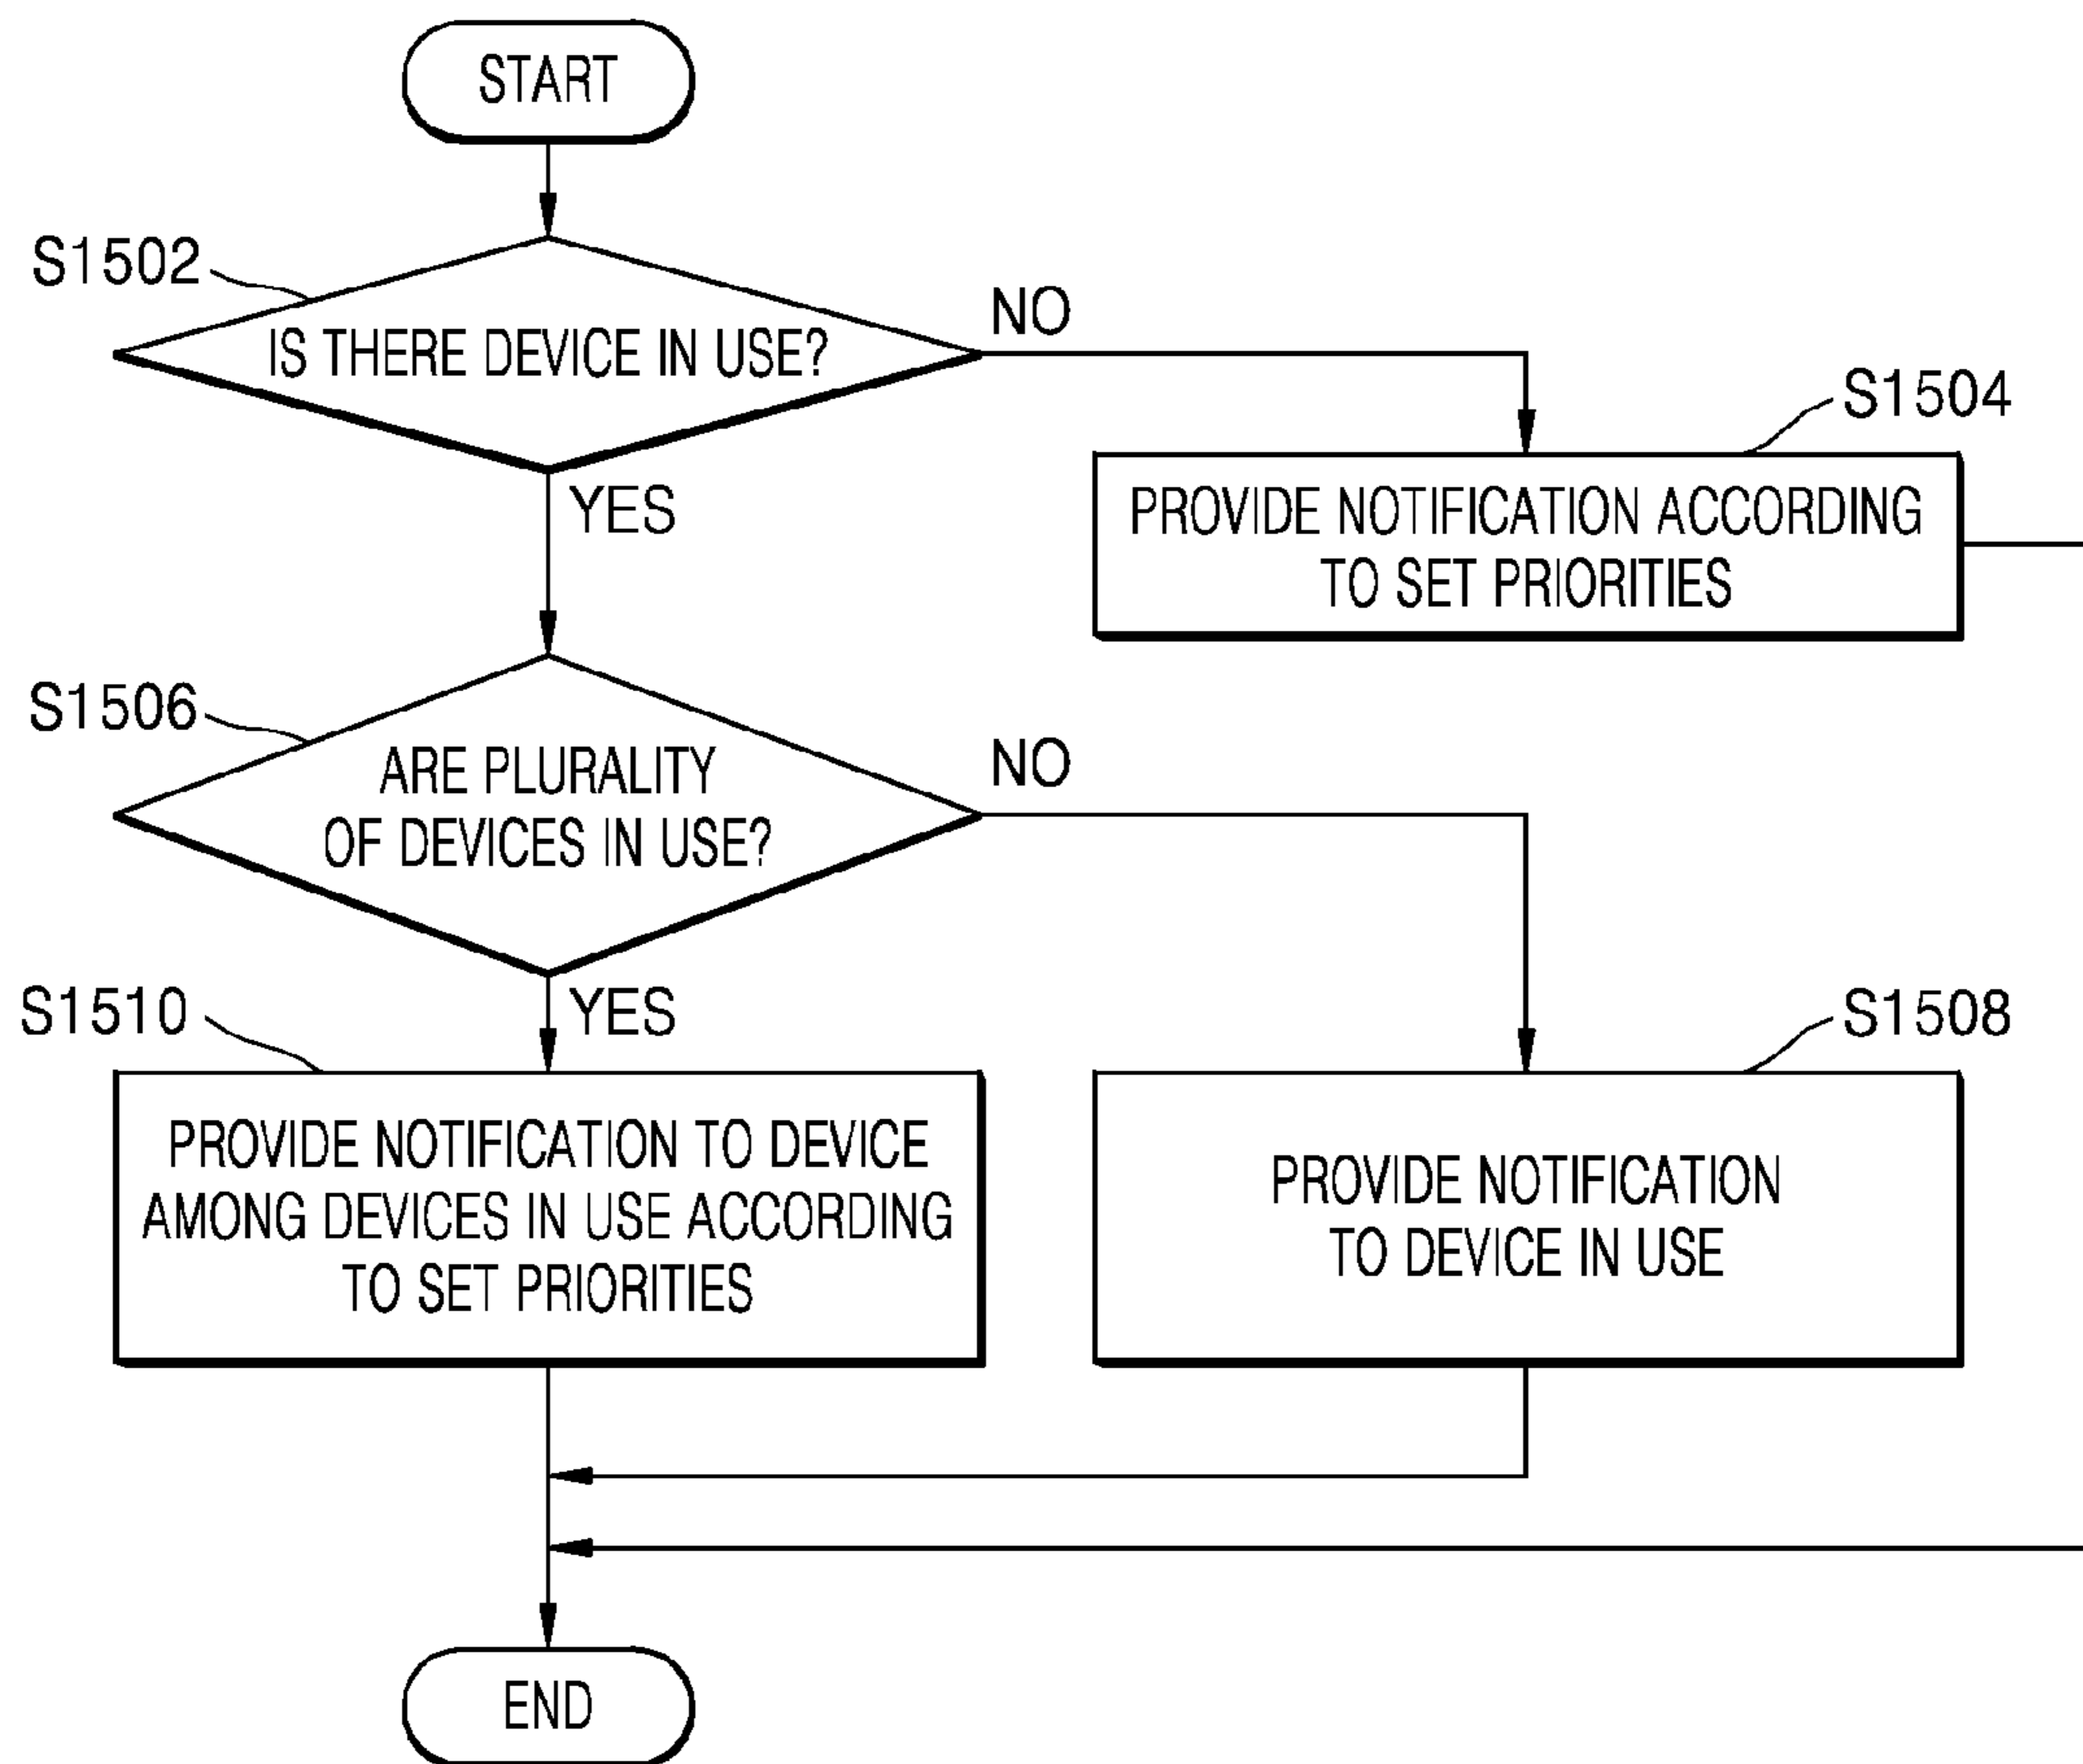 START
S1502
IS THERE DEVICE IN USE?
NO
S1504
PROVIDE NOTIFICATION ACCORDING
TO SET PRIORITIES
YES
S1506
ARE PLURALITY
OF DEVICES IN USE?
NO
YES
S1510
PROVIDE NOTIFICATION TO DEVICE
AMONG DEVICES IN USE ACCORDING
TO SET PRIORITIES
S1508
PROVIDE NOTIFICATION
TO DEVICE IN USE
END